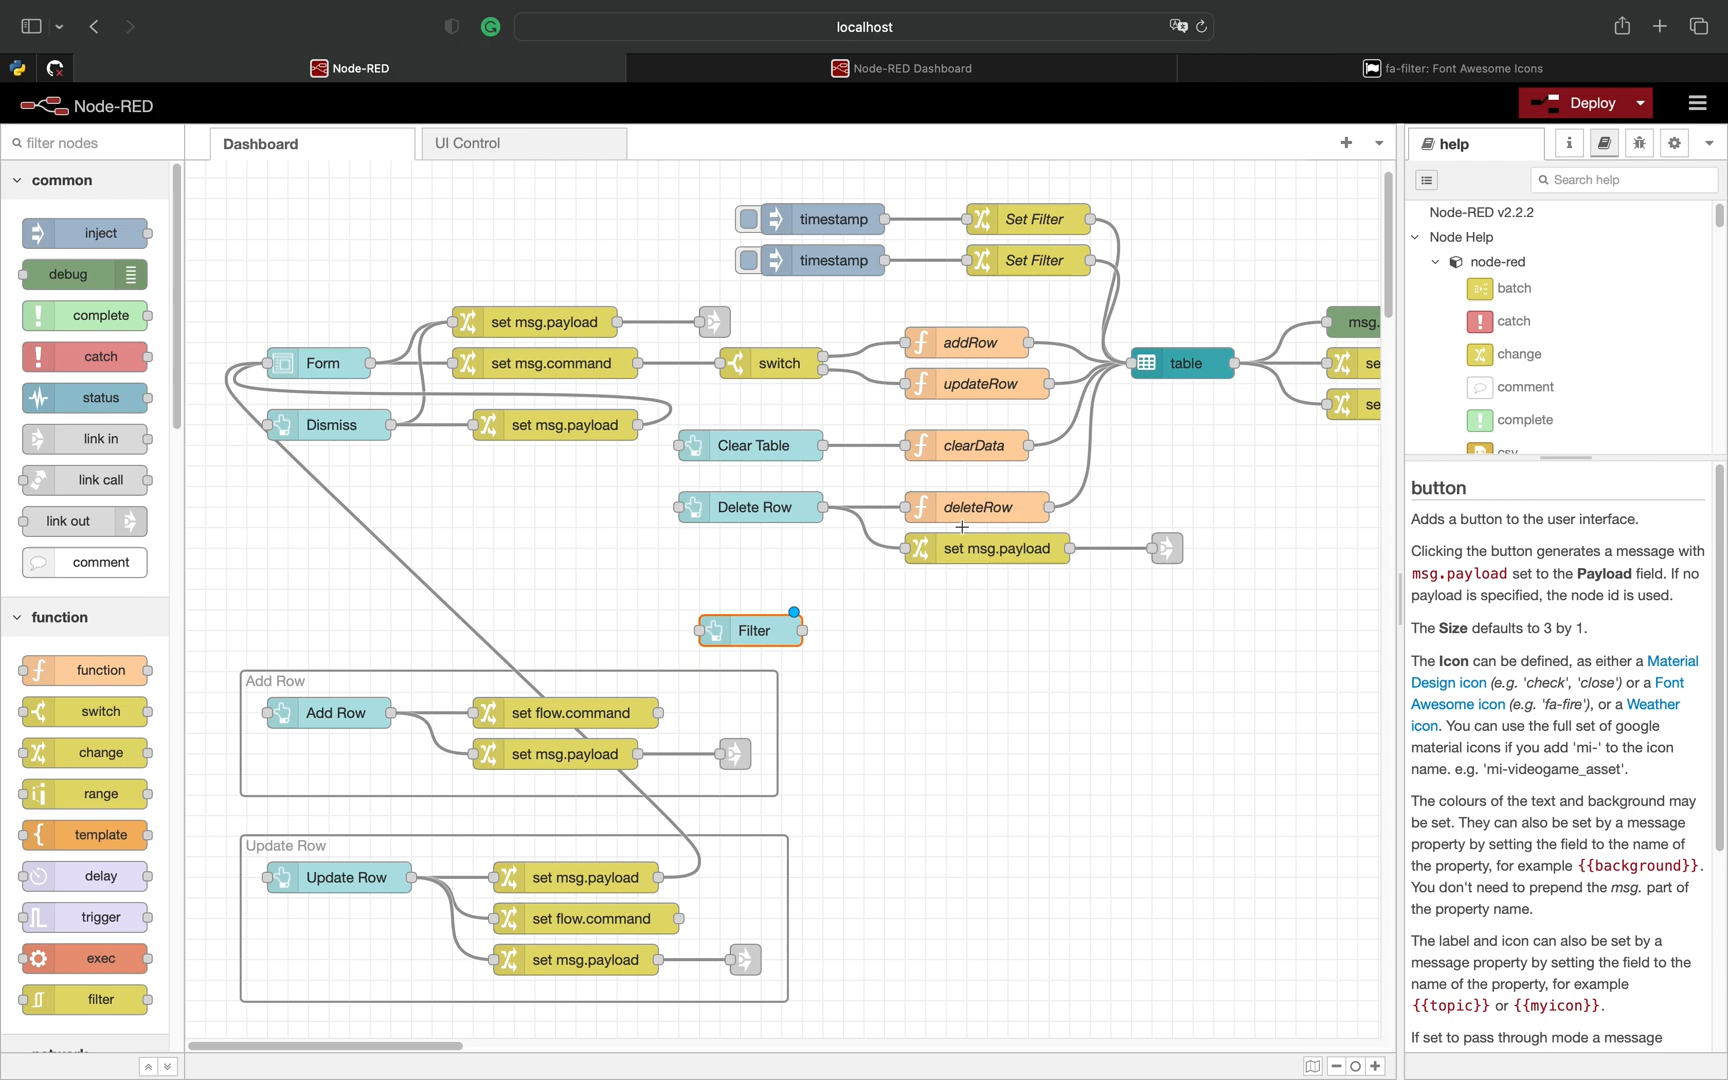 localhost
Node-RED
Node-RED Dashboard
fa-filter: Font Awesome Icons
Node-RED
Deploy
filter nodes
Dashboard
UI Control
help
i
common
inject
debug
complete
catch
status
link in
link call
link out
comment
function
function
switch
change
range
template
delay
trigger
exec
filter
timestamp
Set Filter
timestamp
Set Filter
set msg.payload
Form
set msg.command
switch
addRow
updateRow
table
msg.
se
se
Dismiss
set msg.payload
Clear Table
clearData
Delete Row
deleteRow
set msg.payload
Filter
Add Row
Add Row
set flow.command
set msg.payload
Update Row
Update Row
set msg.payload
set flow.command
set msg.payload
Search help
Node-RED v2.2.2
Node Help
node-red
batch
catch
change
comment
complete
csv
button
Adds a button to the user interface.
Clicking the button generates a message with
msg.payload set to the Payload field. If no
payload is specified, the node id is used.
The Size defaults to 3 by 1.
The Icon can be defined, as either a Material
Design icon (e.g. 'check', 'close') or a Font
Awesome icon (e.g. 'fa-fire'), or a Weather
icon. You can use the full set of google
material icons if you add 'mi-' to the icon
name. e.g. 'mi-videogame_asset'.
The colours of the text and background may
be set. They can also be set by a message
property by setting the field to the name of
the property, for example {{background}}.
You don't need to prepend the msg. part of
the property name.
The label and icon can also be set by a
message property by setting the field to the
name of the property, for example
{{topic}} or {{myicon}}.
If set to pass through mode a message